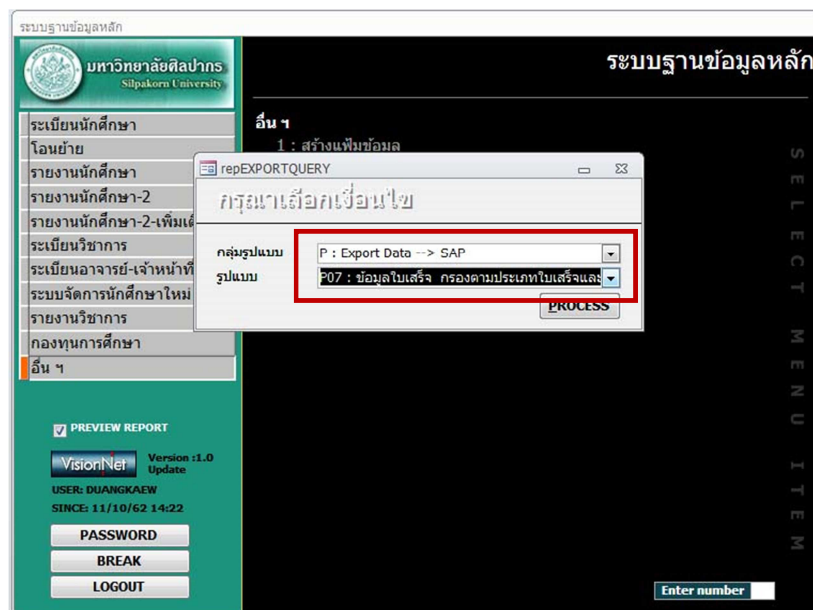 ระบบฐานข้อมูลหลัก
มหาวิทยาลัยศิลปากร
Silpakorn University
ระบบฐานข้อมูลหลัก
ระเบียนนักศึกษา
โอนย้าย
รายงานนักศึกษา
รายงานนักศึกษา-2
รายงานนักศึกษา-2-เพิ่มเติ
ระเบียนวิชาการ
ระเบียนอาจารย์-เจ้าหน้าที่
ระบบจัดการนักศึกษาใหม่
รายงานวิชาการ
กองทุนการศึกษา
อื่น ๆ
อื่น ๆ
1 : สร้างแฟ้มข้อมูล
repEXPORTQUERY
กรุณาเลือกเงื่อนไข
กลุ่มรูปแบบ
P : Export Data --> SAP
รูปแบบ
P07 : ข้อมูลใบเสร็จ กรองตามประเภทใบเสร็จและ
PROCESS
PREVIEW REPORT
VisionNet
Version :1.0
Update
USER: DUANGKAEW
SINCE: 11/10/62 14:22
PASSWORD
BREAK
LOGOUT
SELECT MENU ITEM
Enter number